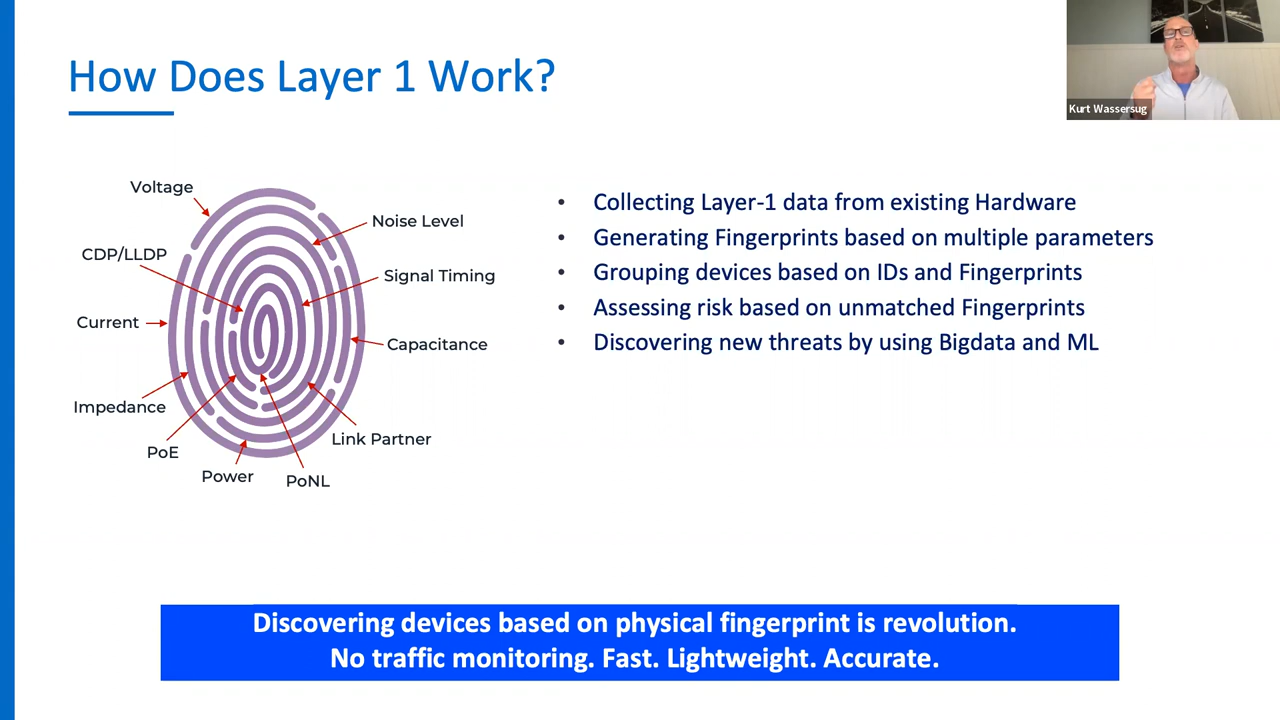 How Does Layer 1 Work?
Kurt Wassersug
Voltage
Noise Level
CDP/LLDP
Signal Timing
Current
Capacitance
Impedance
Link Partner
PoE
Power
PoNL
• Collecting Layer-1 data from existing Hardware
• Generating Fingerprints based on multiple parameters
• Grouping devices based on IDs and Fingerprints
• Assessing risk based on unmatched Fingerprints
• Discovering new threats by using Bigdata and ML
Discovering devices based on physical fingerprint is revolution.
No traffic monitoring. Fast. Lightweight. Accurate.